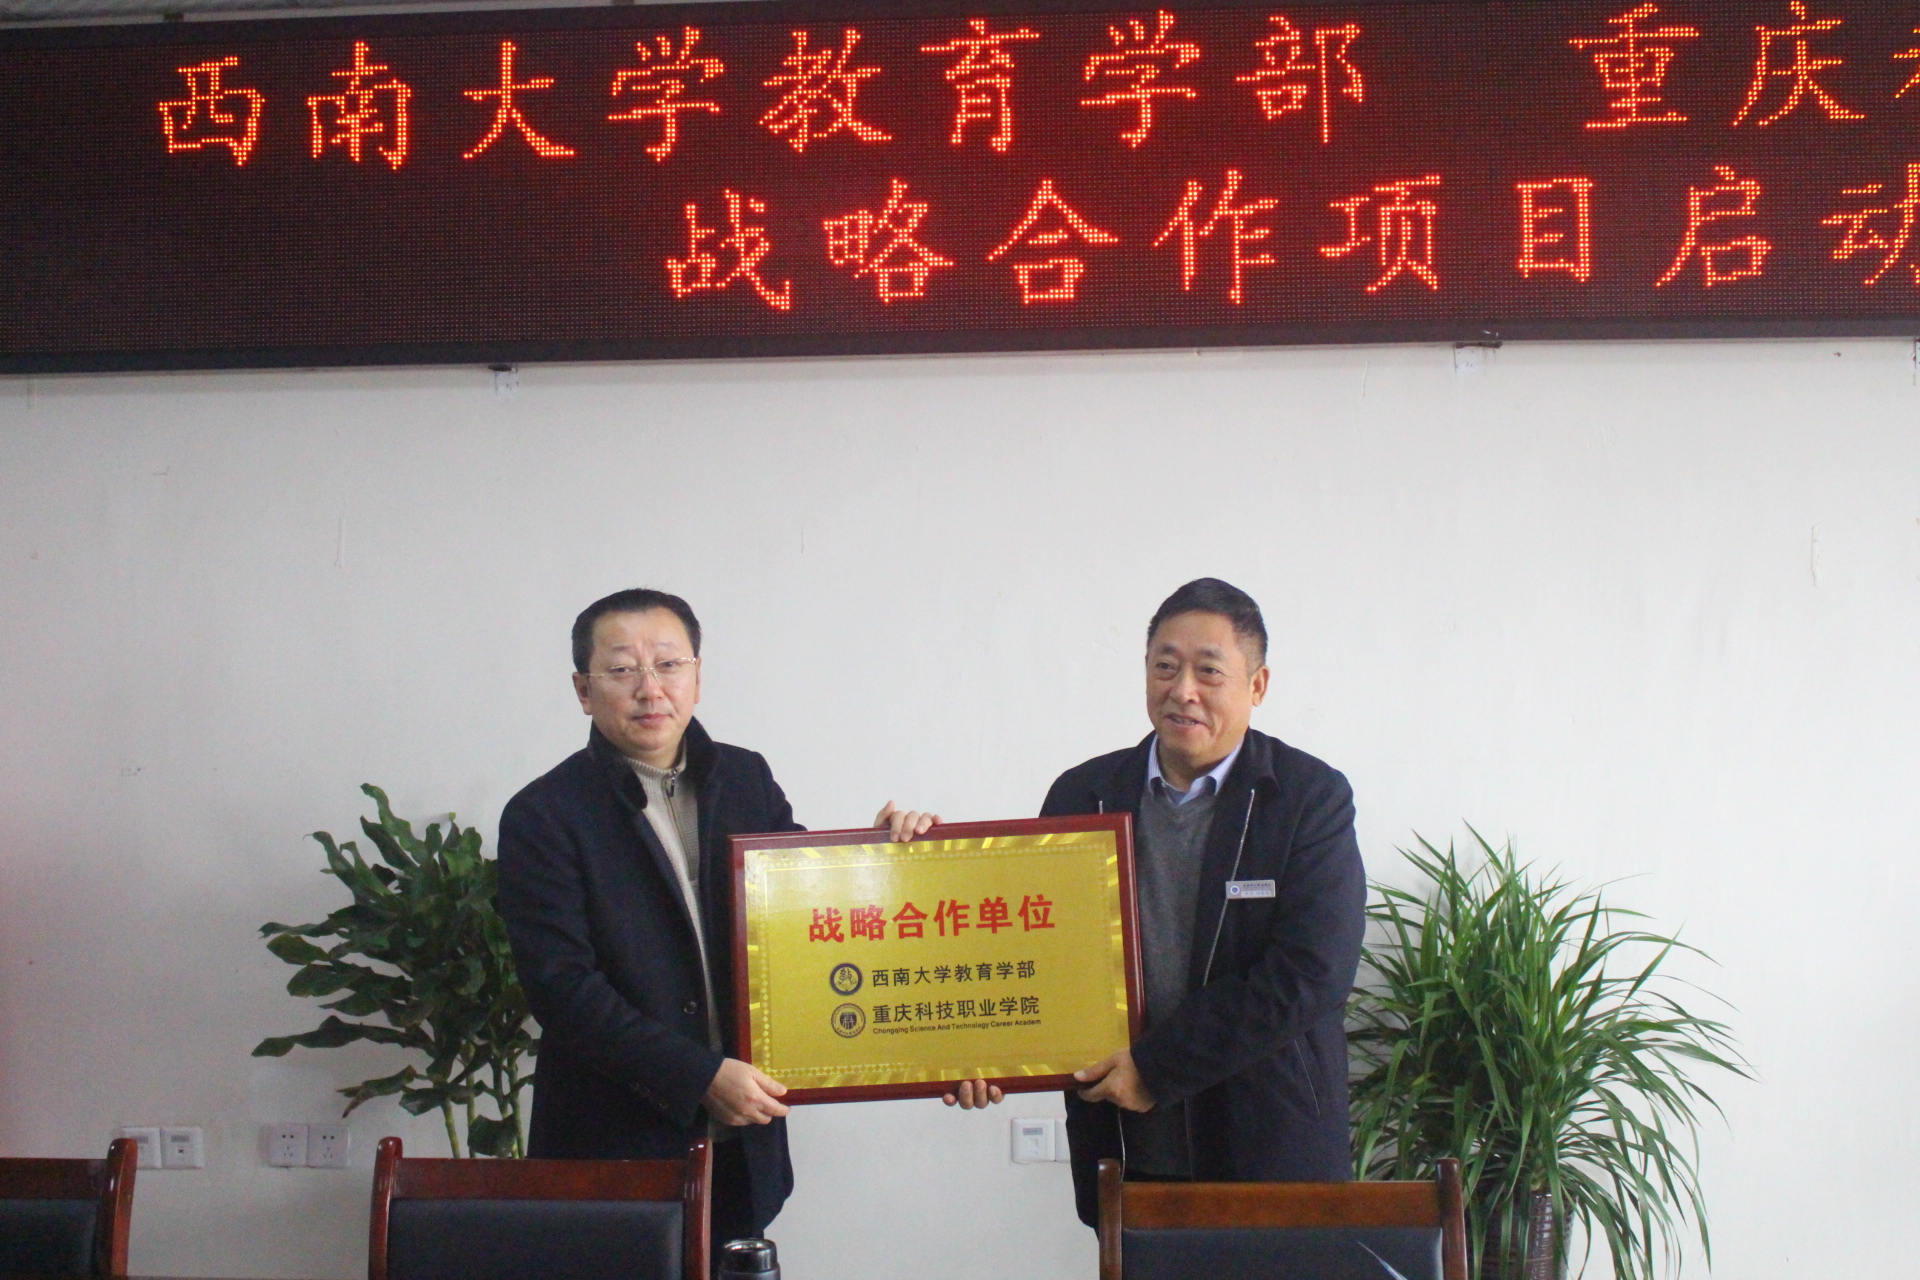 西南大学教育学部 重庆
战略合作项目启动
战略合作单位
西南大学教育学部
重庆科技职业学院
Chongqing Science And Technology Career Academ